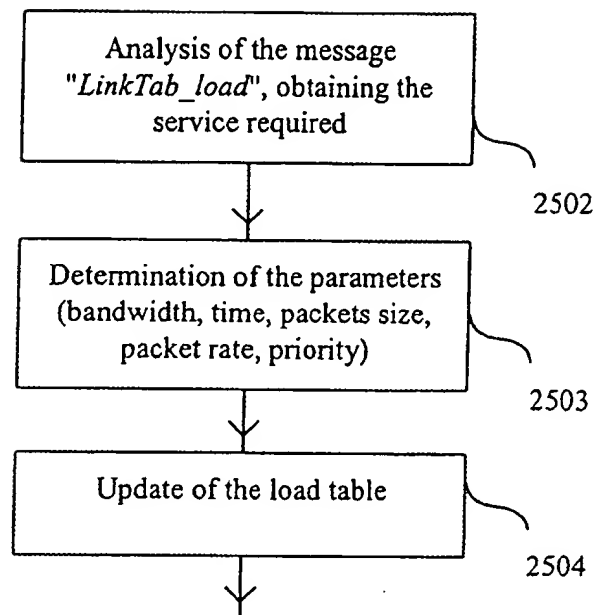 Analysis of the message
"LinkTab_load", obtaining the
service required
2502
Determination of the parameters
(bandwidth, time, packets size,
packet rate, priority)
2503
Update of the load table
2504